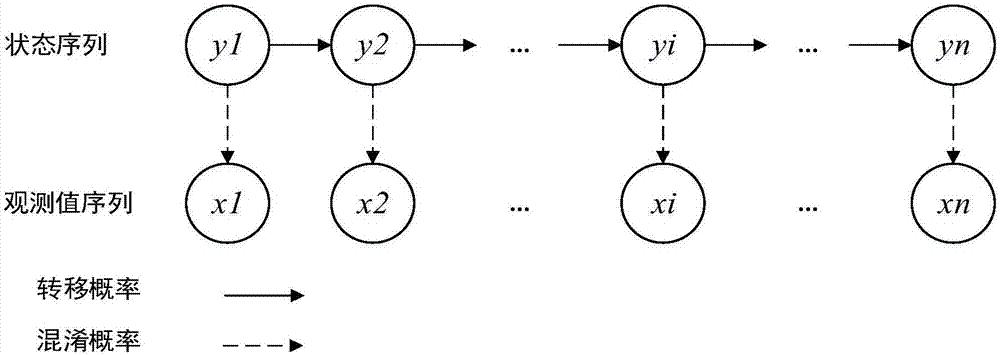 状态序列 y1 y2 ... yi ... yn
观测值序列 x1 x2 ... xi ... xn
转移概率
混淆概率